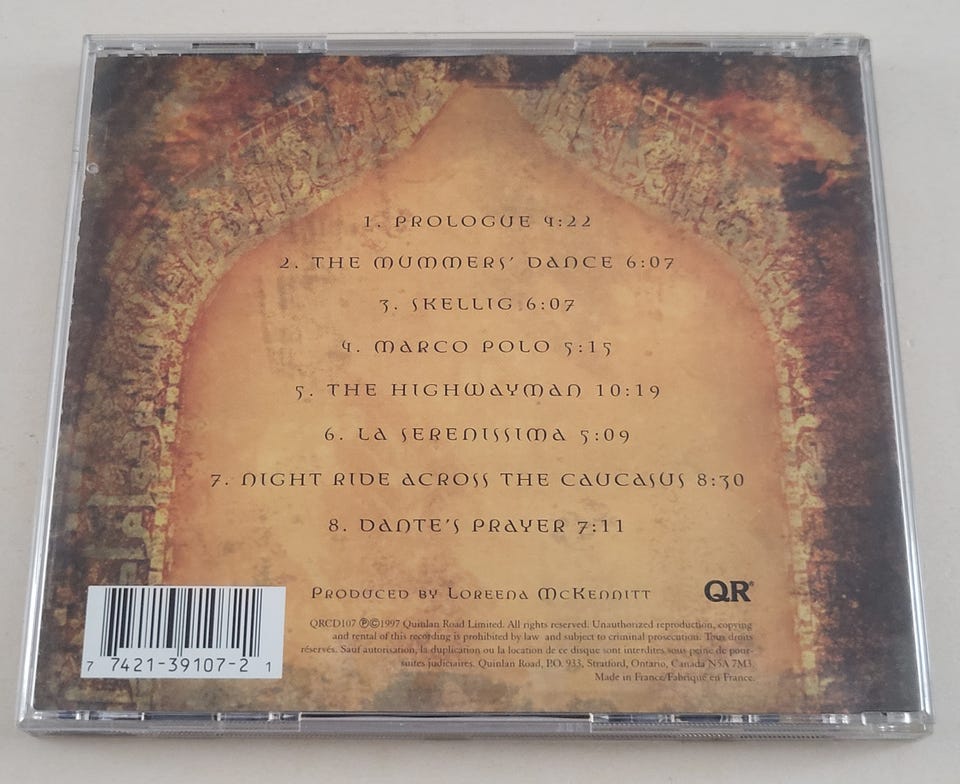 1. PROLOGUE 4:22
2. THE MUMMERS' DANCE 6:07
3. SKELLIG 6:07
4. MARCO POLO 5:15
5. THE HIGHWAYMAN 10:19
6. LA SERENISSIMA 5:09
7. NIGHT RIDE ACROSS THE CAUCASUS 8:30
8. DANTE'S PRAYER 7:11
PRODUCED BY LOREENA MCKENNITT
QR®
QRCD107 ℗©1997 Quinlan Road Limited. All rights reserved. Unauthorized reproduction, copying
and rental of this recording is prohibited by law and subject to criminal prosecution. Tous droits
réservés. Sauf autorisation, la duplication ou la location de ce disque sont interdites sous peine de pour-
suites judiciaires. Quinlan Road, P.O. 933, Stratford, Ontario, Canada N5A 7M3.
Made in France/Fabriqué en France.
7 7421-39107-2 1